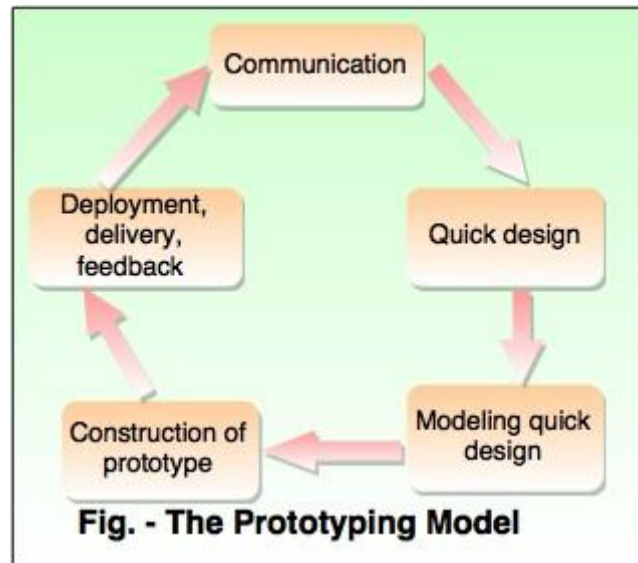 Communication
Quick design
Modeling quick
design
Construction of
prototype
Deployment,
delivery,
feedback
Fig. - The Prototyping Model